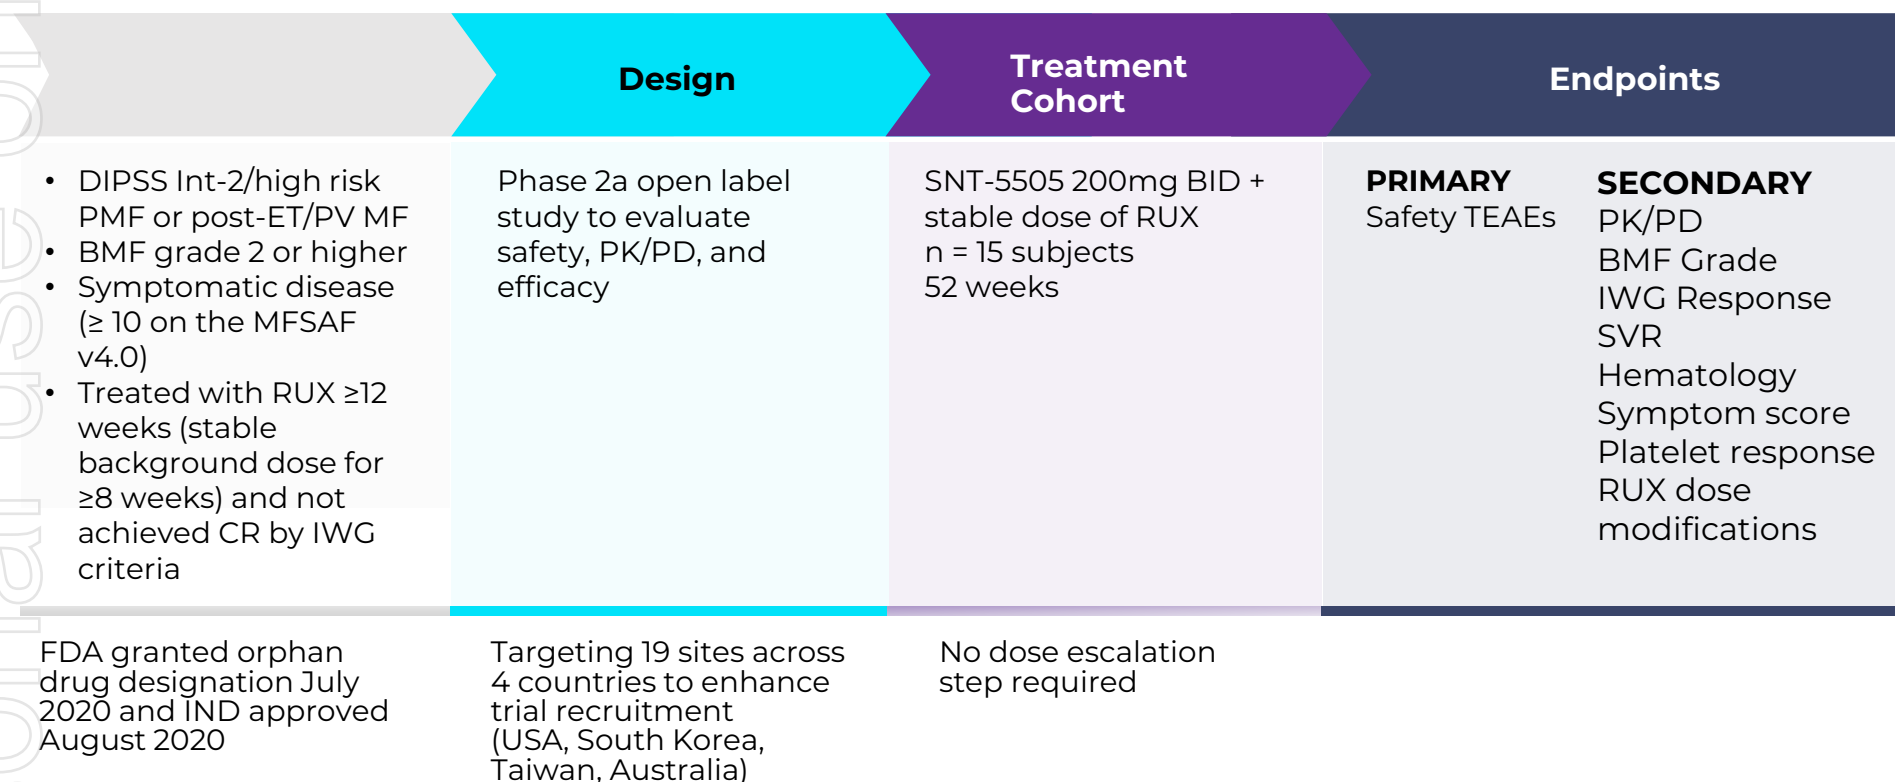 Design
Treatment
Cohort
Endpoints
• DIPSS Int-2/high risk
PMF or post-ET/PV MF
• BMF grade 2 or higher
• Symptomatic disease
(≥ 10 on the MFSAF
v4.0)
• Treated with RUX ≥12
weeks (stable
background dose for
≥8 weeks) and not
achieved CR by IWG
criteria
Phase 2a open label
study to evaluate
safety, PK/PD, and
efficacy
SNT-5505 200mg BID +
stable dose of RUX
n = 15 subjects
52 weeks
PRIMARY
Safety TEAEs
SECONDARY
PK/PD
BMF Grade
IWG Response
SVR
Hematology
Symptom score
Platelet response
RUX dose
modifications
FDA granted orphan
drug designation July
2020 and IND approved
August 2020
Targeting 19 sites across
4 countries to enhance
trial recruitment
(USA, South Korea,
Taiwan, Australia)
No dose escalation
step required
use